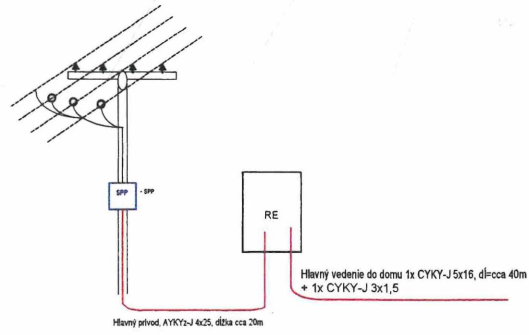 SPP
- SPP
RE
Hlavný vedenie do domu 1x CYKY-J 5x16, dĺ=cca 40m
+ 1x CYKY-J 3x1,5
Hlavný prívod, AYKYz-J 4x25, dĺžka cca 20m